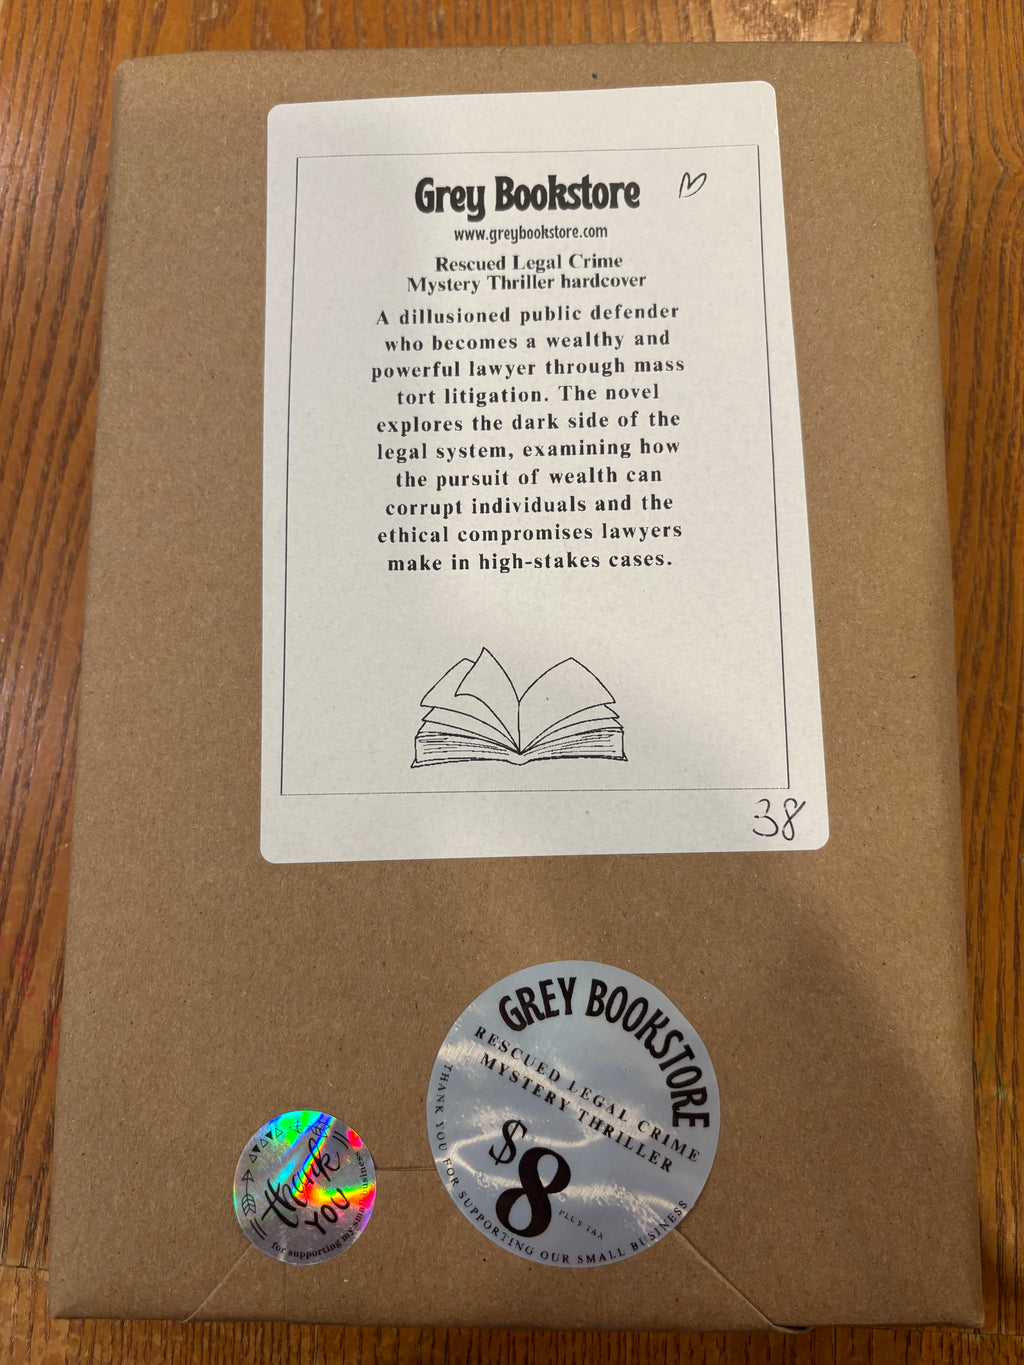 Grey Bookstore
www.greybookstore.com
Rescued Legal Crime
Mystery Thriller hardcover
A dillusioned public defender
who becomes a wealthy and
powerful lawyer through mass
tort litigation. The novel
explores the dark side of the
legal system, examining how
the pursuit of wealth can
corrupt individuals and the
ethical compromises lawyers
make in high-stakes cases.
38
GREY BOOKSTORE
RESCUED LEGAL CRIME
MYSTERY THRILLER
$8
PLUS TAX
THANK YOU FOR SUPPORTING OUR SMALL BUSINESS
thank
YOU
for supporting my small business